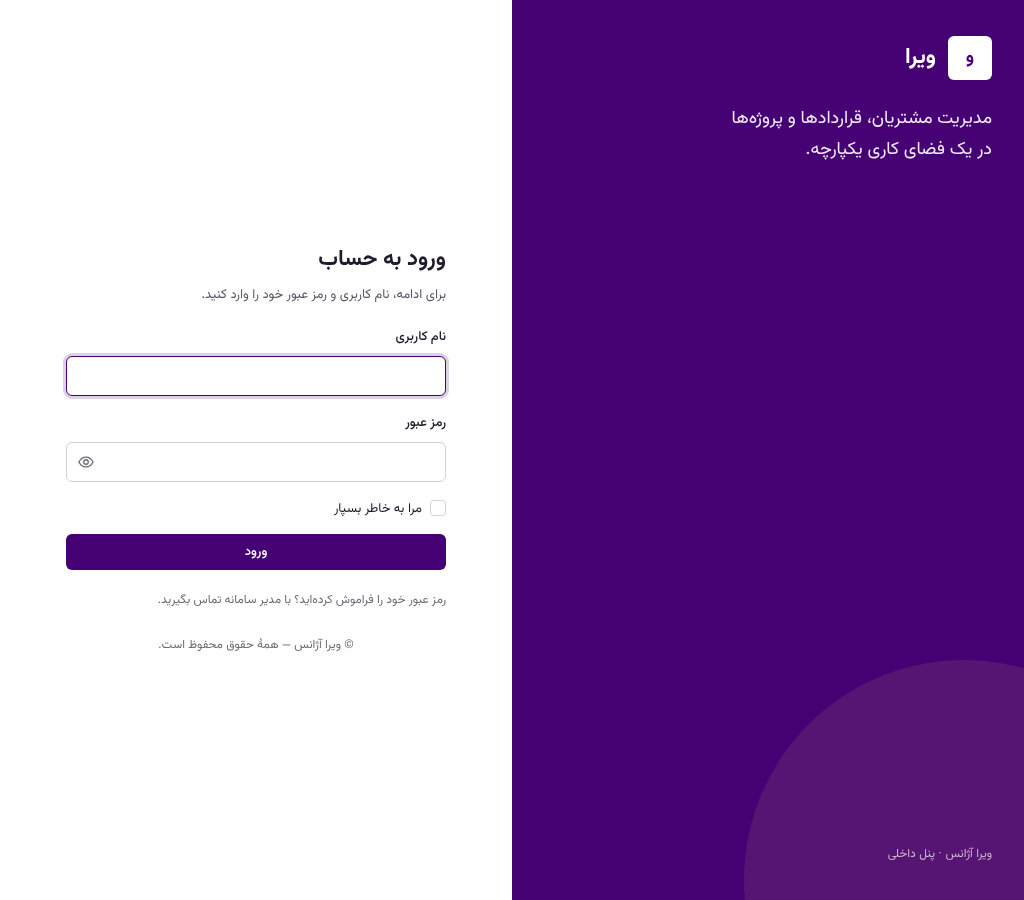 و
ویرا
مدیریت مشتریان، قراردادها و پروژه‌ها
در یک فضای کاری یکپارچه.
ویرا آژانس · پنل داخلی
ورود به حساب
برای ادامه، نام کاربری و رمز عبور خود را وارد کنید.
نام کاربری
رمز عبور
مرا به خاطر بسپار
ورود
رمز عبور خود را فراموش کرده‌اید؟ با مدیر سامانه تماس بگیرید.
© ویرا آژانس — همهٔ حقوق محفوظ است.